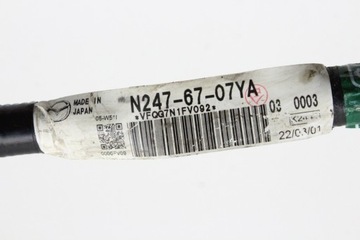 MADE IN
JAPAN
N247-67-07YA
*VFQG7N1FV092*
03 0003
22/03/01